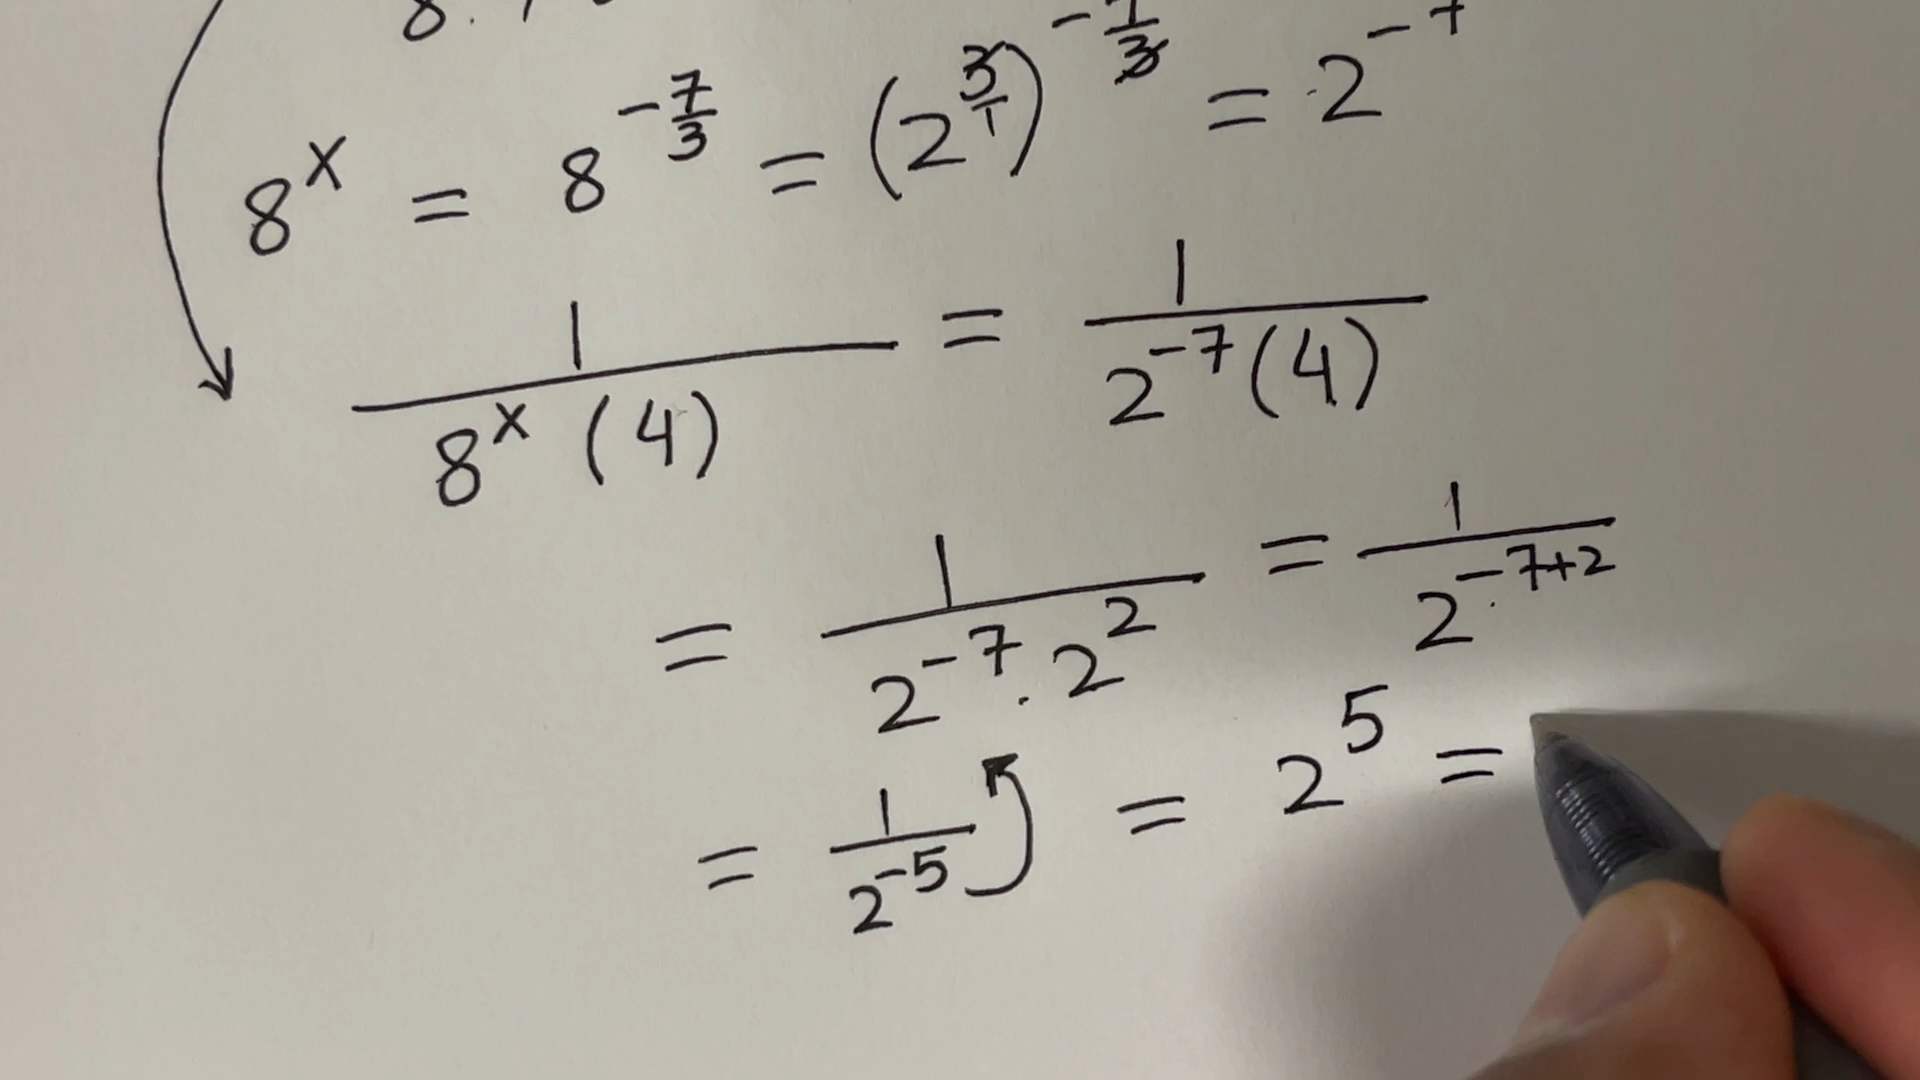 8^x = 8^{-7/3} = (2^{3/1})^{-7/3} = 2^{-7}
1/(8^x (4)) = 1/(2^{-7} (4))
= 1/(2^{-7} · 2^2) = 1/2^{-7+2}
= 1/2^{-5} = 2^5 =